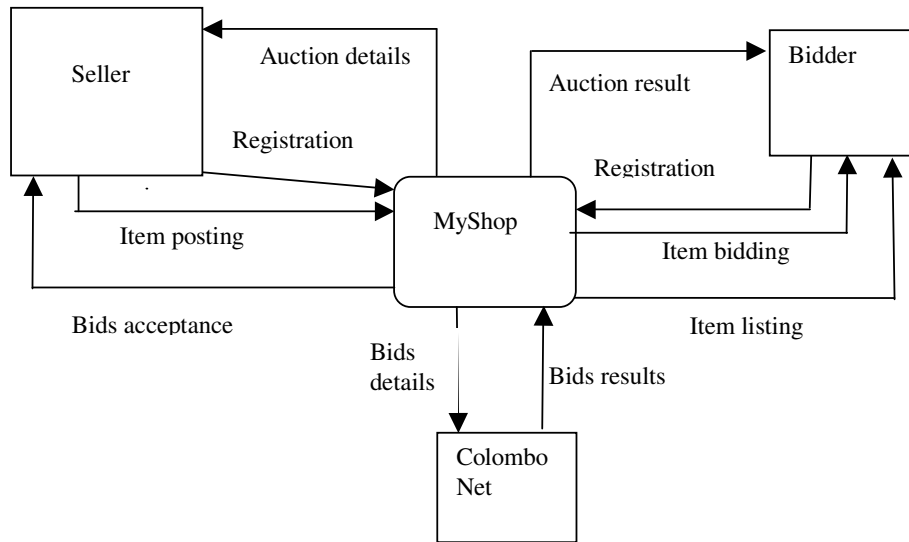 Seller
Auction details
Bidder
Auction result
Registration
Registration
MyShop
Item posting
Item bidding
Bids acceptance
Item listing
Bids
details
Bids results
Colombo
Net